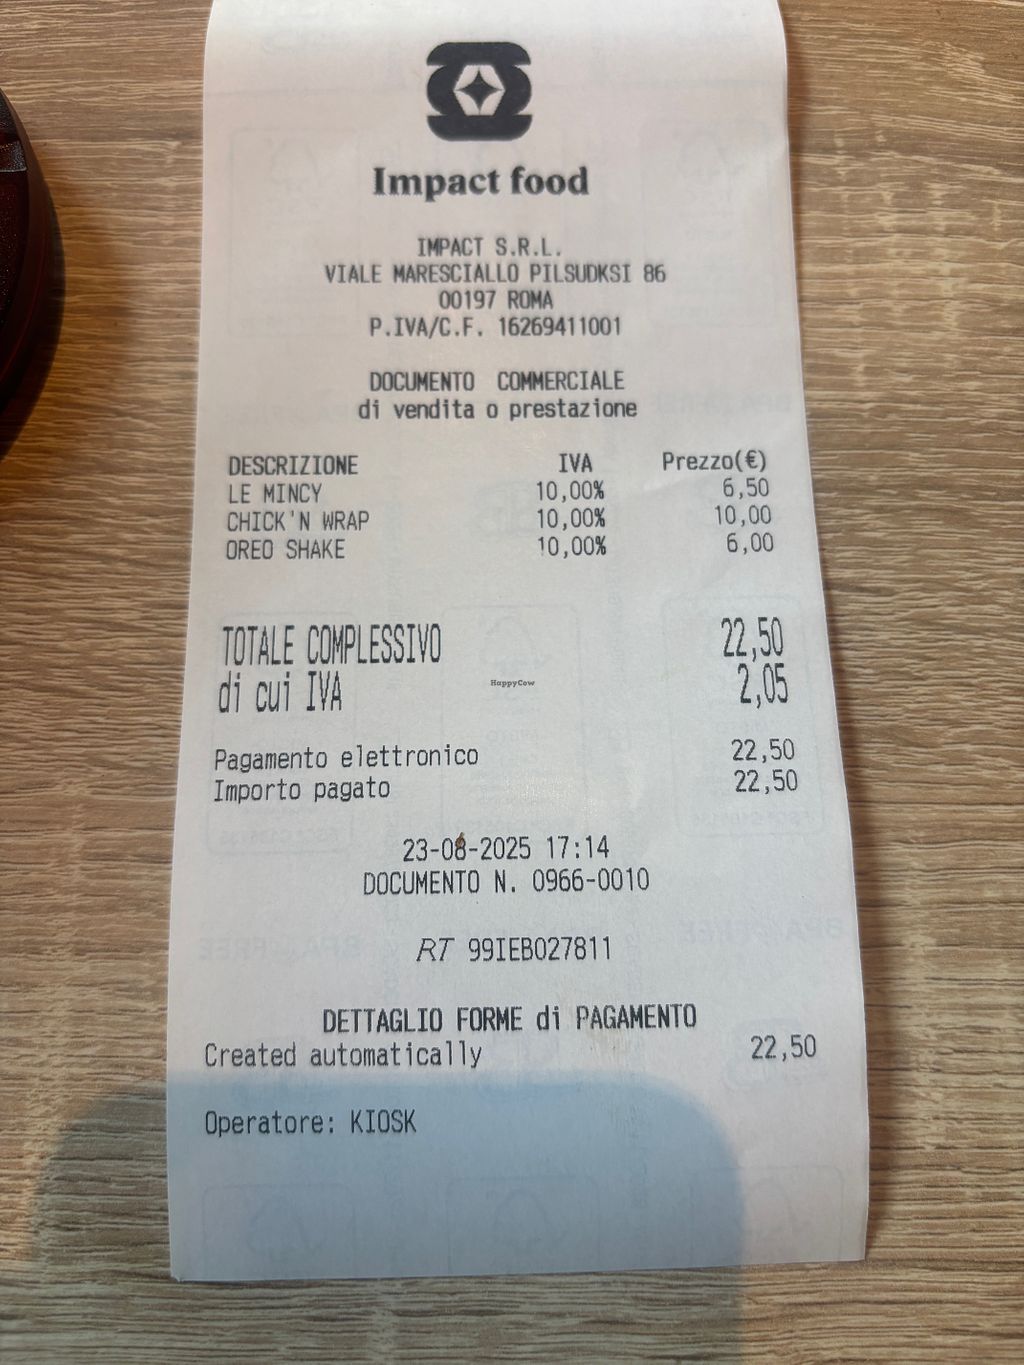 Impact food
IMPACT S.R.L.
VIALE MARESCIALLO PILSUDKSI 86
00197 ROMA
P.IVA/C.F. 16269411001
DOCUMENTO COMMERCIALE
di vendita o prestazione
DESCRIZIONE IVA Prezzo(€)
LE MINCY 10,00% 6,50
CHICK'N WRAP 10,00% 10,00
OREO SHAKE 10,00% 6,00
TOTALE COMPLESSIVO 22,50
di cui IVA 2,05
HappyCow
Pagamento elettronico 22,50
Importo pagato 22,50
23-08-2025 17:14
DOCUMENTO N. 0966-0010
RT 99IEB027811
DETTAGLIO FORME di PAGAMENTO
Created automatically 22,50
Operatore: KIOSK